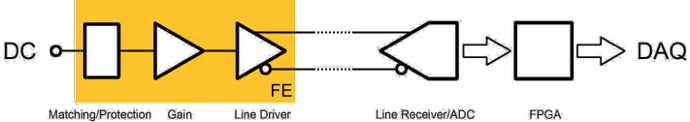 DC
DAQ
FE
Matching/Protection
Gain
Line Driver
Line Receiver/ADC
FPGA